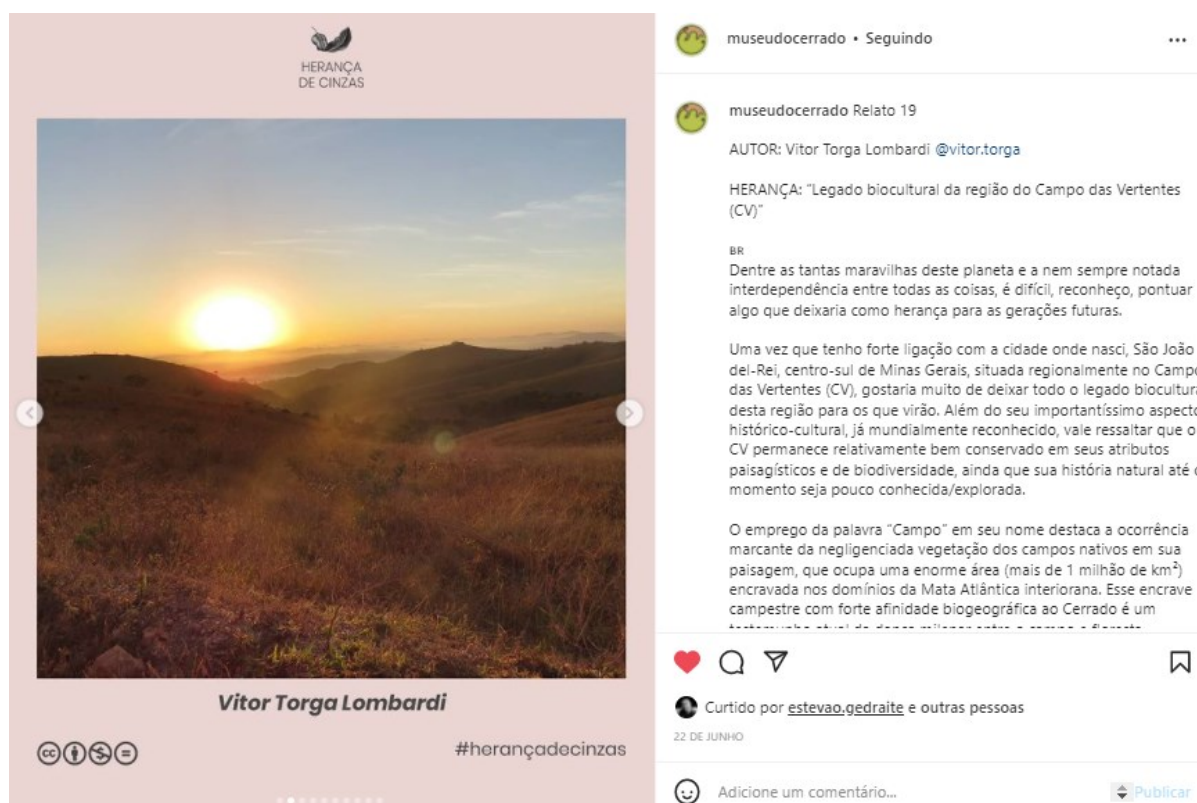 HERANÇA
DE CINZAS
Vitor Torga Lombardi
#herançadecinzas
museudocerrado • Seguindo
museudocerrado Relato 19
AUTOR: Vitor Torga Lombardi @vitor.torga
HERANÇA: "Legado biocultural da região do Campo das Vertentes
(CV)"
BR
Dentre as tantas maravilhas deste planeta e a nem sempre notada
interdependência entre todas as coisas, é difícil, reconheço, pontuar
algo que deixaria como herança para as gerações futuras.
Uma vez que tenho forte ligação com a cidade onde nasci, São João
del-Rei, centro-sul de Minas Gerais, situada regionalmente no Campo
das Vertentes (CV), gostaria muito de deixar todo o legado biocultura
desta região para os que virão. Além do seu importantíssimo aspecto
histórico-cultural, já mundialmente reconhecido, vale ressaltar que o
CV permanece relativamente bem conservado em seus atributos
paisagísticos e de biodiversidade, ainda que sua história natural até o
momento seja pouco conhecida/explorada.
O emprego da palavra "Campo" em seu nome destaca a ocorrência
marcante da negligenciada vegetação dos campos nativos em sua
paisagem, que ocupa uma enorme área (mais de 1 milhão de km²)
encravada nos domínios da Mata Atlântica interiorana. Esse encrave
campestre com forte afinidade biogeográfica ao Cerrado é um
Curtido por estevao.gedraite e outras pessoas
22 DE JUNHO
Adicione um comentário...
Publicar